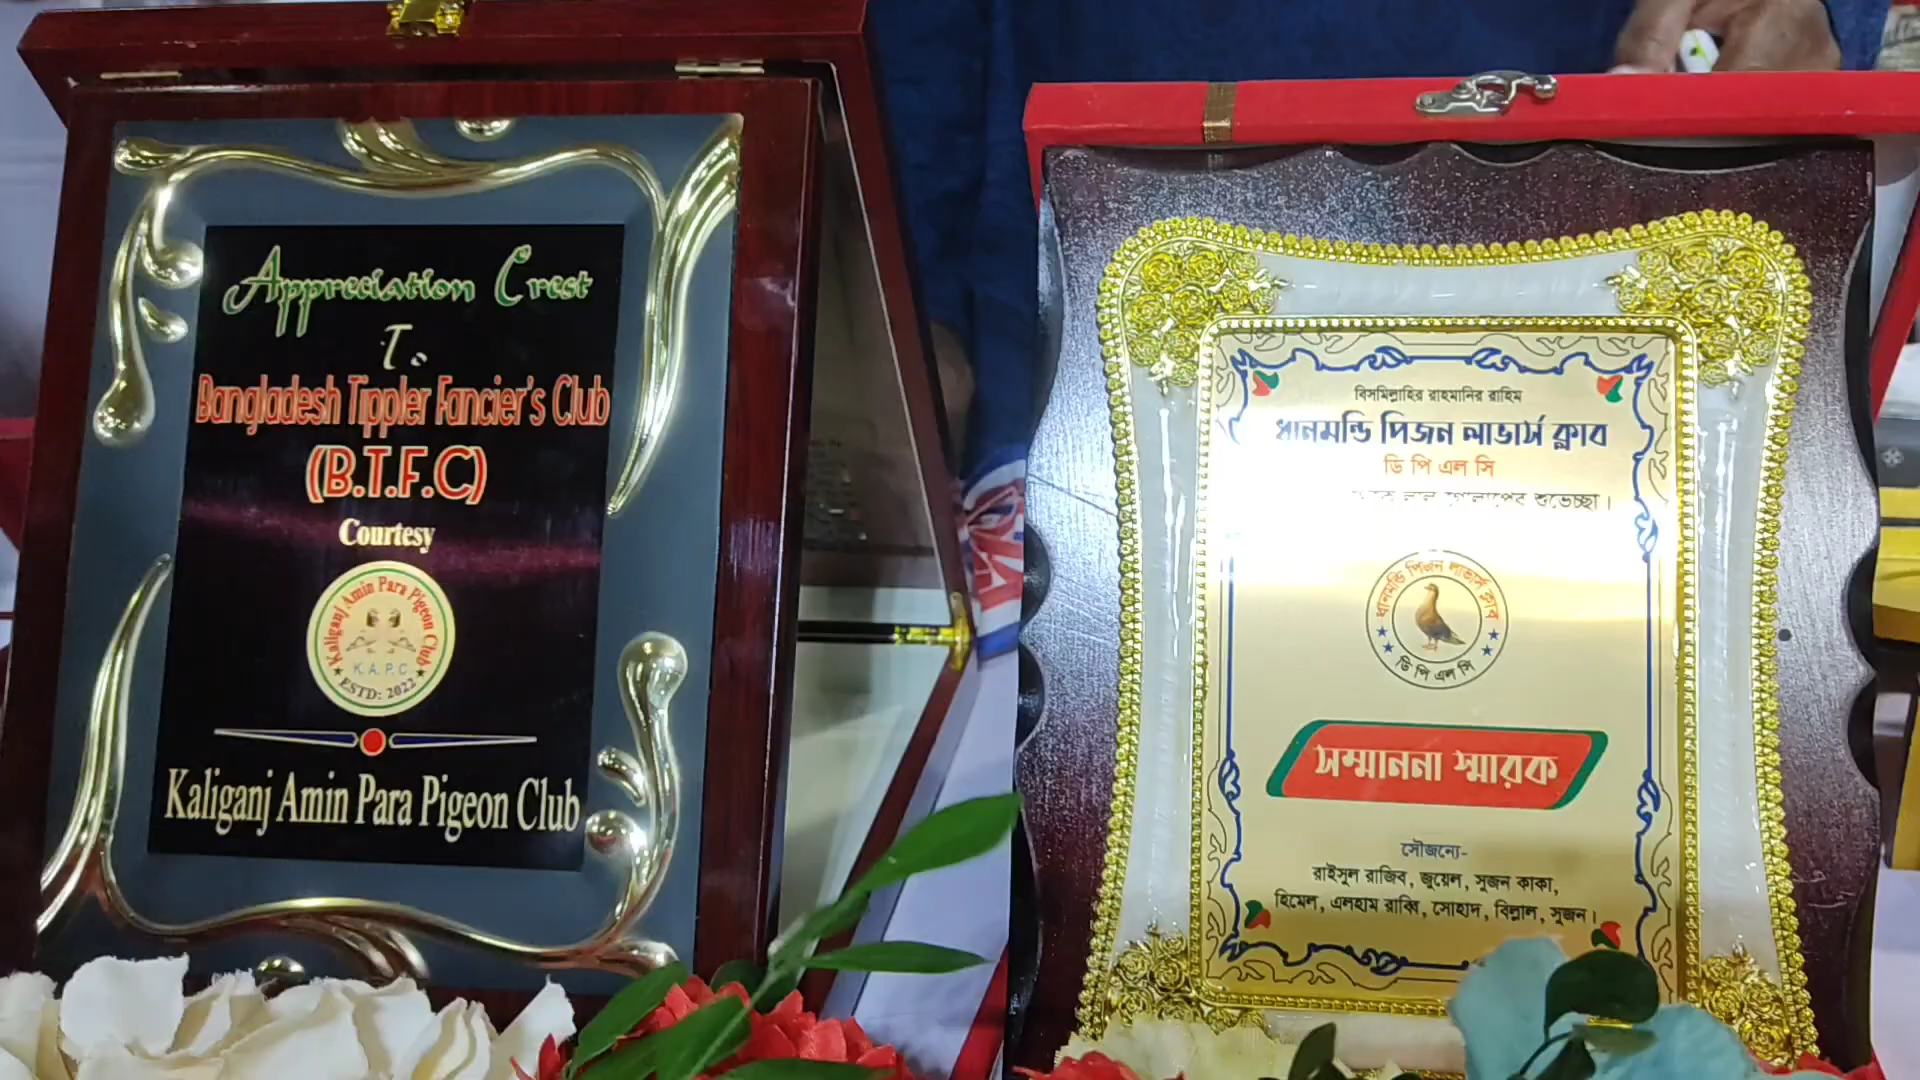 Appreciation Crest
To
Bangladesh Tippler Fancier's Club
(B.T.F.C)
Courtesy
Kaliganj Amin Para Pigeon Club
K. A. P. C
ESTD: 2022
Kaliganj Amin Para Pigeon Club
বিসমিল্লাহির রাহমানির রাহিম
ধানমন্ডি পিজন লাভার্স ক্লাব
ডি পি এল সি
শুভেচ্ছা।
ধানমন্ডি পিজন লাভার্স ক্লাব
ডি পি এল সি
সম্মাননা স্মারক
সৌজন্যে-
রাইসুল রাজিব, জুয়েল, সুজন কাকা,
হিমেল, এলহাম রাব্বি, সোহাদ, বিল্লাল, সুজন।